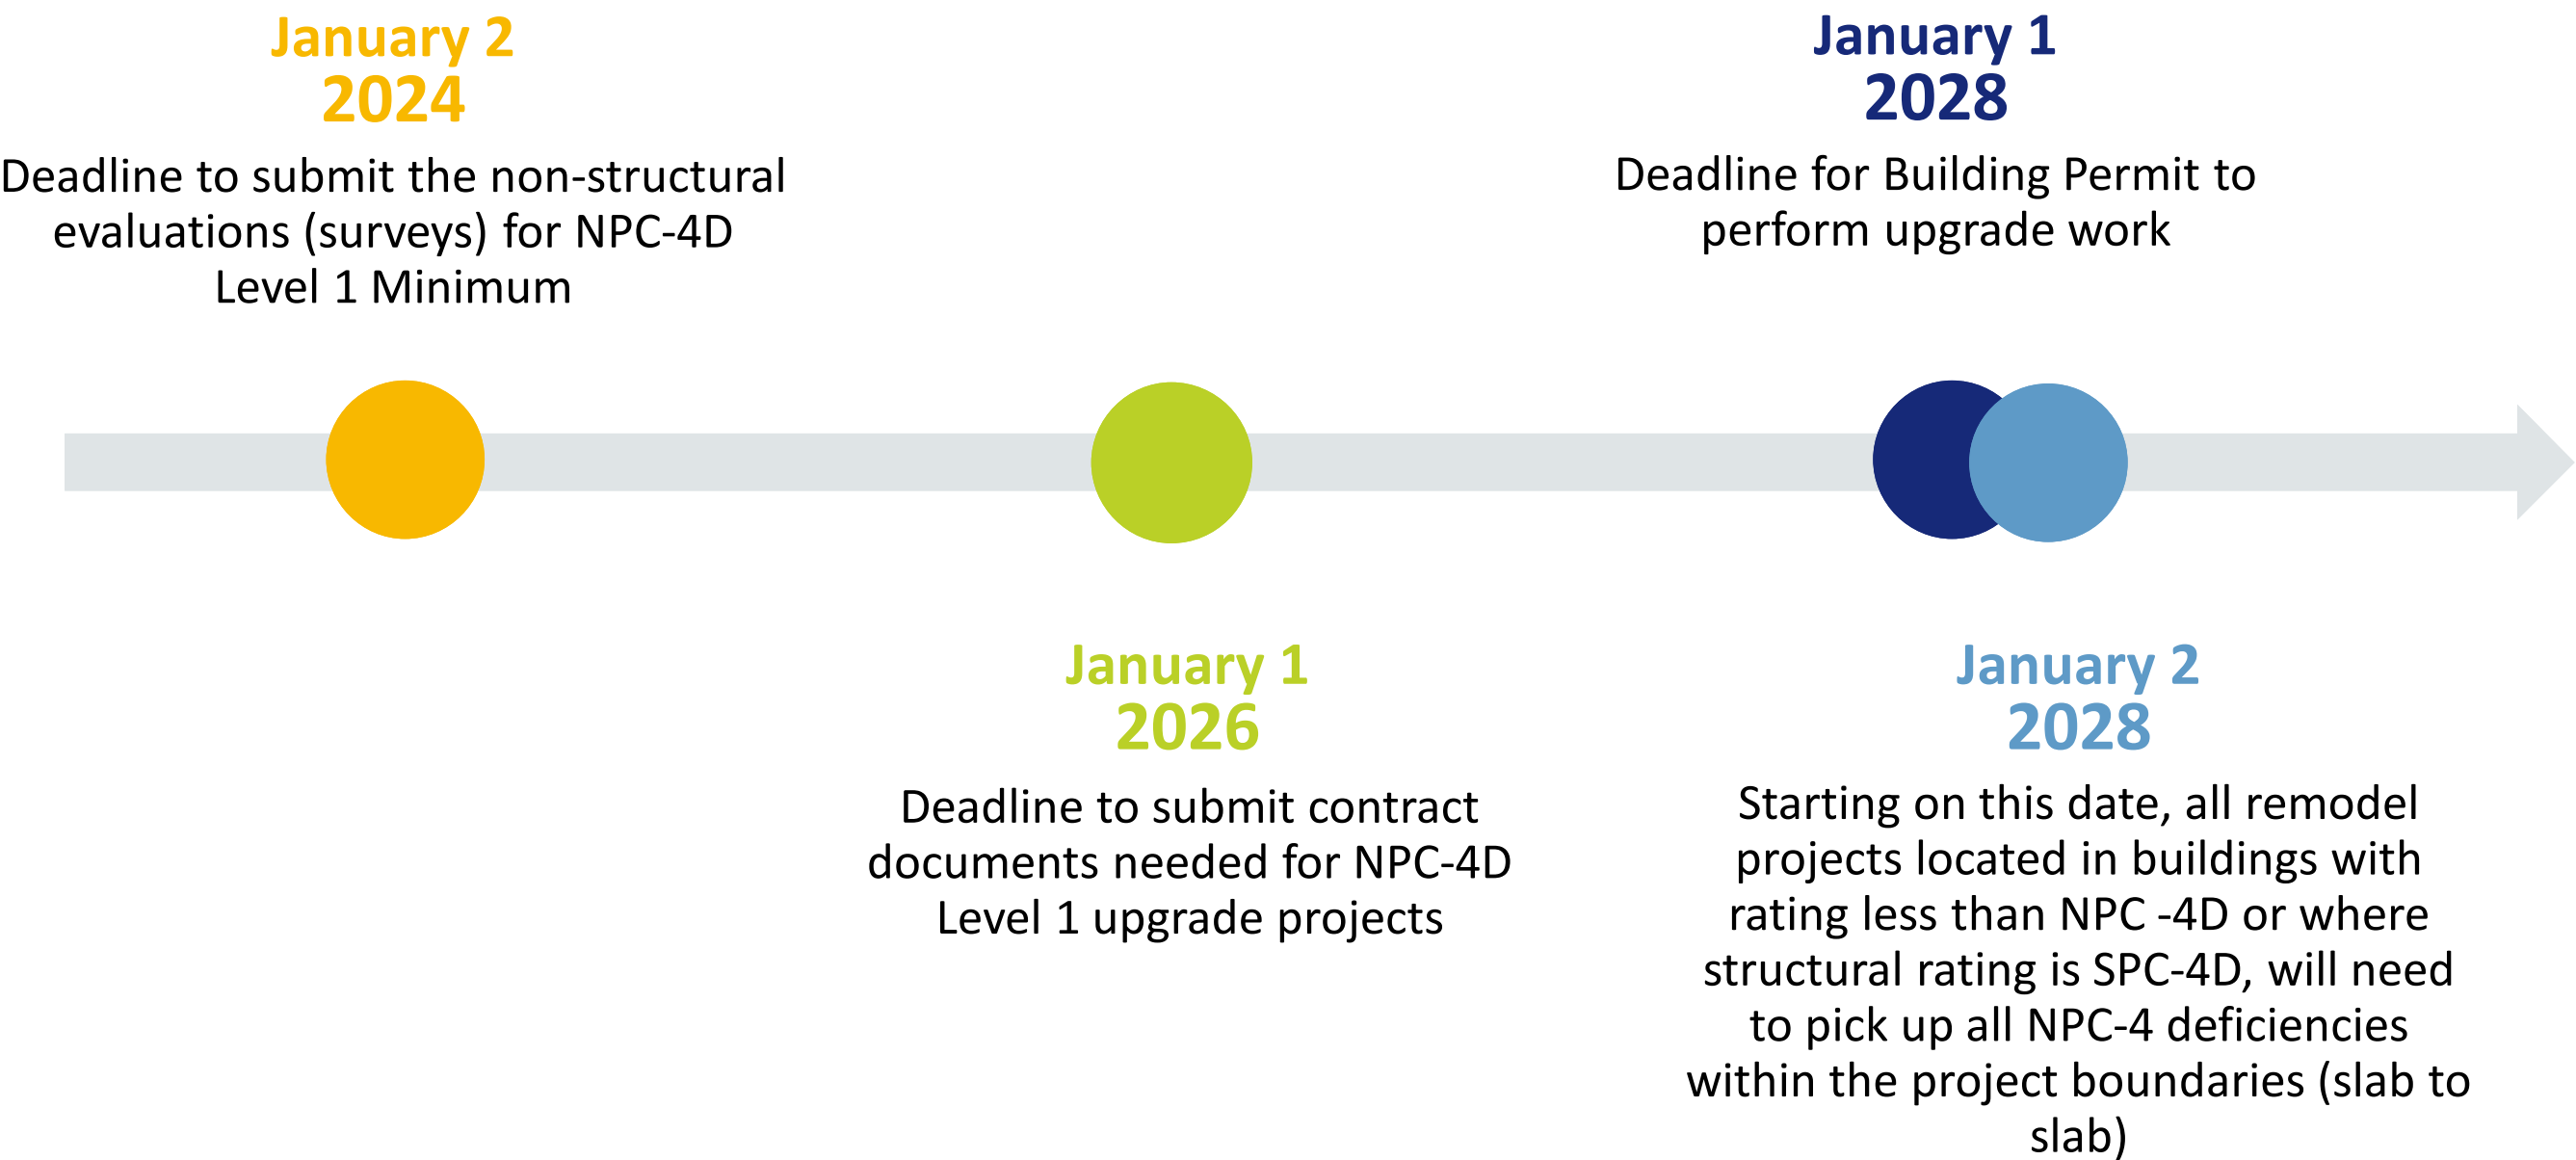 January 2
2024
Deadline to submit the non-structural
evaluations (surveys) for NPC-4D
Level 1 Minimum
January 1
2026
Deadline to submit contract
documents needed for NPC-4D
Level 1 upgrade projects
January 1
2028
Deadline for Building Permit to
perform upgrade work
January 2
2028
Starting on this date, all remodel
projects located in buildings with
rating less than NPC -4D or where
structural rating is SPC-4D, will need
to pick up all NPC-4 deficiencies
within the project boundaries (slab to
slab)